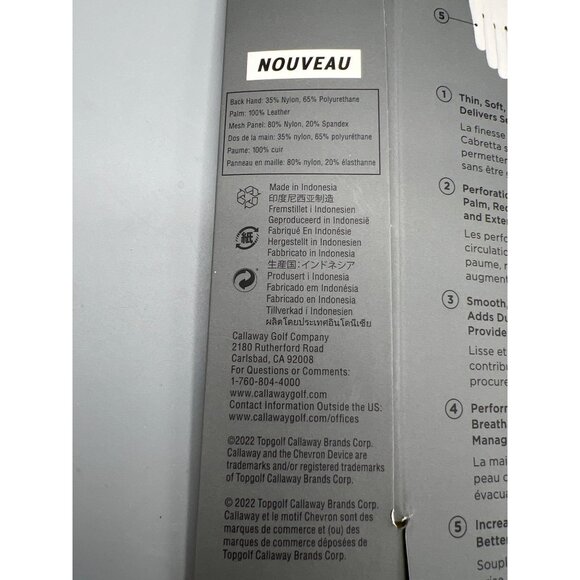 NOUVEAU
Back Hand: 35% Nylon, 65% Polyurethane
Palm: 100% Leather
Mesh Panel: 80% Nylon, 20% Spandex
Dos de la main: 35% nylon, 65% polyuréthane
Paume: 100% cuir
Panneau en maille: 80% nylon, 20% élasthanne
Made in Indonesia
印度尼西亚制造
Fremstillet i Indonesien
Geproduceerd in Indonesië
Fabriqué En Indonésie
Hergestellt in Indonesien
Fabbricato in Indonesia
生産国：インドネシア
Produsert i Indonesia
Fabricado em Indonésia
Fabricado en Indonesia
Tillverkad i Indonesien
ผลิตโดยประเทศอินโดนีเซีย
紙
Callaway Golf Company
2180 Rutherford Road
Carlsbad, CA 92008
For Questions or Comments:
1-760-804-4000
www.callawaygolf.com
Contact Information Outside the US:
www.callawaygolf.com/offices
©2022 Topgolf Callaway Brands Corp.
Callaway and the Chevron Device are
trademarks and/or registered trademarks
of Topgolf Callaway Brands Corp.
© 2022 Topgolf Callaway Brands Corp.
Callaway et le motif Chevron sont des
marques de commerce et (ou) des
marques de commerce déposées de
Topgolf Callaway Brands Corp.
5
1 Thin, Soft,
Delivers
La finesse
Cabretta
permetten
sans être
2 Perforatio
Palm,
and Exter
Les perfo
circulatio
paume,
augment
3 Smooth,
Adds Du
Provide
Lisse et
contribu
procure
4 Perform
Breath
Manag
La mai
peau
évacu
5 Increa
Better
Soupl